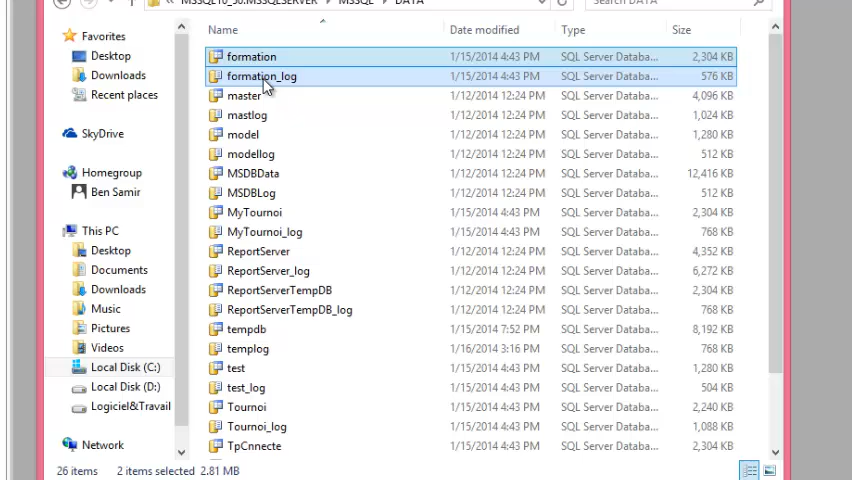 « MSSQL10_50.MSSQLSERVER ▸ MSSQL ▸ DATA
Search DATA
Name Date modified Type Size
Favorites
Desktop
Downloads
Recent places
SkyDrive
Homegroup
Ben Samir
This PC
Desktop
Documents
Downloads
Music
Pictures
Videos
Local Disk (C:)
Local Disk (D:)
Logiciel&Travail
Network
formation 1/15/2014 4:43 PM SQL Server Databa... 2,304 KB
formation_log 1/15/2014 4:43 PM SQL Server Databa... 576 KB
master 1/12/2014 12:24 PM SQL Server Databa... 4,096 KB
mastlog 1/12/2014 12:24 PM SQL Server Databa... 1,024 KB
model 1/12/2014 12:24 PM SQL Server Databa... 1,280 KB
modellog 1/12/2014 12:24 PM SQL Server Databa... 512 KB
MSDBData 1/12/2014 12:24 PM SQL Server Databa... 12,416 KB
MSDBLog 1/12/2014 12:24 PM SQL Server Databa... 512 KB
MyTournoi 1/15/2014 4:43 PM SQL Server Databa... 2,304 KB
MyTournoi_log 1/15/2014 4:43 PM SQL Server Databa... 768 KB
ReportServer 1/12/2014 12:24 PM SQL Server Databa... 4,352 KB
ReportServer_log 1/12/2014 12:24 PM SQL Server Databa... 6,272 KB
ReportServerTempDB 1/12/2014 12:24 PM SQL Server Databa... 2,304 KB
ReportServerTempDB_log 1/12/2014 12:24 PM SQL Server Databa... 768 KB
tempdb 1/15/2014 7:52 PM SQL Server Databa... 8,192 KB
templog 1/16/2014 3:16 PM SQL Server Databa... 768 KB
test 1/15/2014 4:43 PM SQL Server Databa... 1,280 KB
test_log 1/15/2014 4:43 PM SQL Server Databa... 504 KB
Tournoi 1/15/2014 4:43 PM SQL Server Databa... 2,240 KB
Tournoi_log 1/15/2014 4:43 PM SQL Server Databa... 1,088 KB
TpCnnecte 1/15/2014 4:43 PM SQL Server Databa... 2,304 KB
26 items 2 items selected 2.81 MB